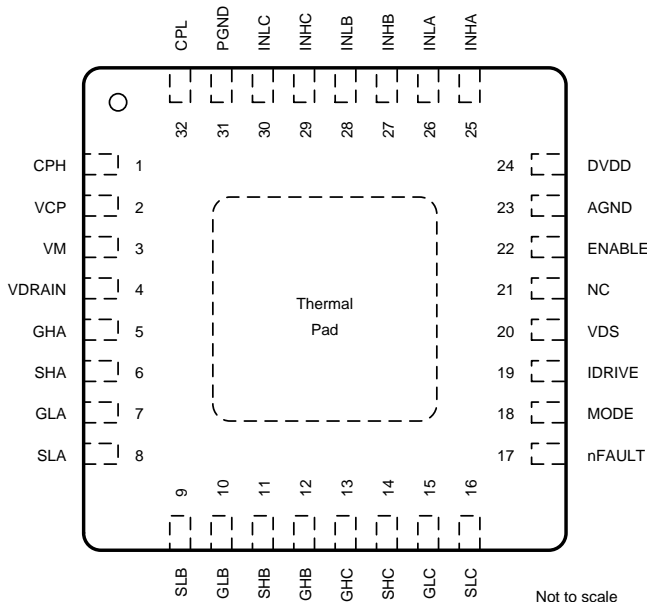 CPL
PGND
INLC
INHC
INLB
INHB
INLA
INHA
32
31
30
29
28
27
26
25
CPH 1
VCP 2
VM 3
VDRAIN 4
GHA 5
SHA 6
GLA 7
SLA 8
Thermal
Pad
24 DVDD
23 AGND
22 ENABLE
21 NC
20 VDS
19 IDRIVE
18 MODE
17 nFAULT
9
10
11
12
13
14
15
16
SLB
GLB
SHB
GHB
GHC
SHC
GLC
SLC
Not to scale